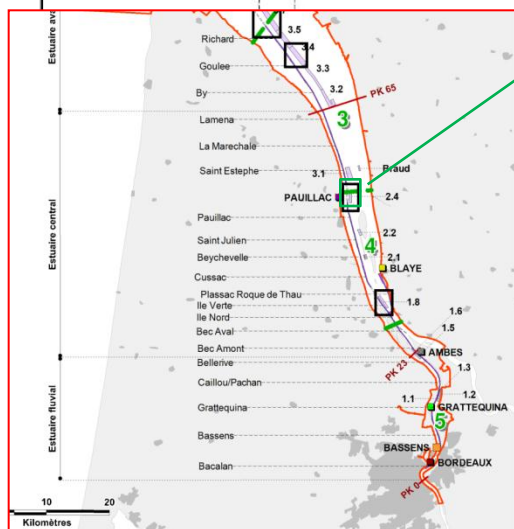 Estuaire ava
Estuaire central
Estuaire fluvial
Richard
Goulee
By
Lamena
La Marechale
Saint Estephe
PAUILLAC
Pauillac
Saint Julien
Beychevelle
Cussac
Plassac Roque de Thau
Ile Verte
Ile Nord
Bec Aval
Bec Amont
Bellerive
Caillou/Pachan
Grattequina
Bassens
Bacalan
3.5
3.4
3.3
3.2
PK 65
3
3.1
Braud
2.4
2.2
4
2.1
BLAYE
1.8
1.6
1.5
AMBES
PK 23
1.3
1.2
1.1
GRATTEQUINA
5
BASSENS
BORDEAUX
PK 0
10 20
Kilomètres